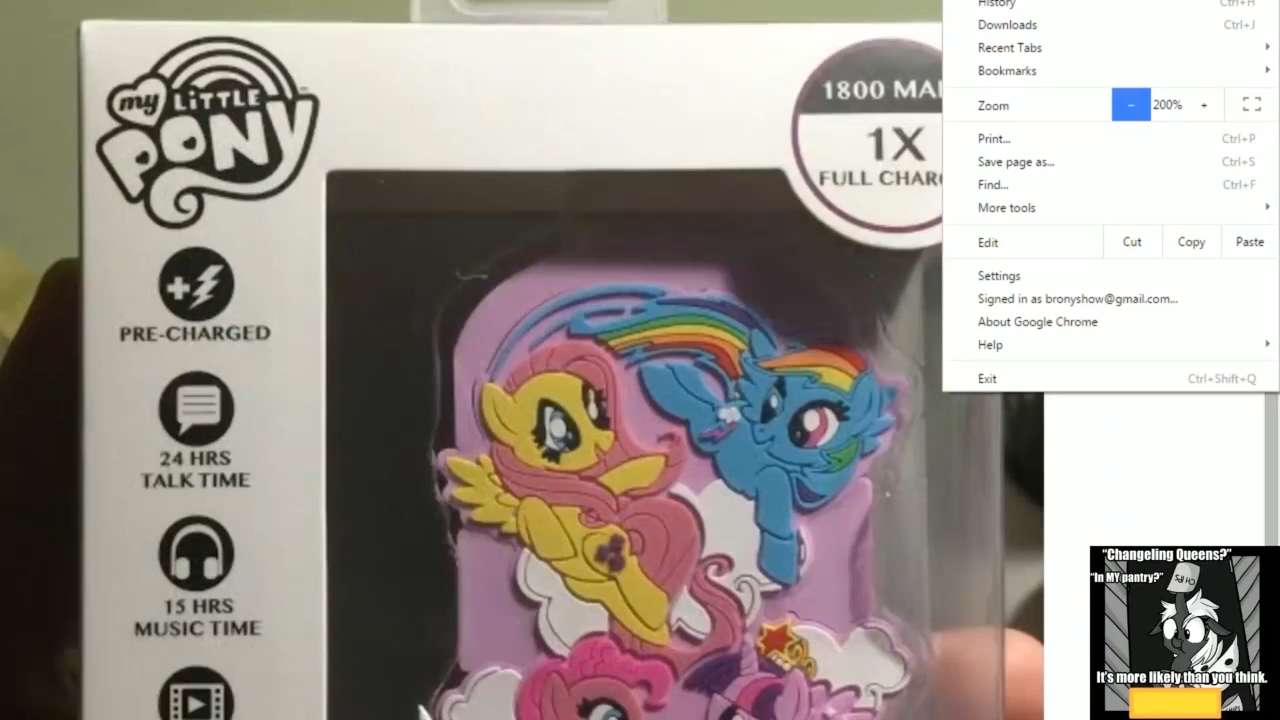 my LITTLE
PONY
PRE-CHARGED
24 HRS
TALK TIME
15 HRS
MUSIC TIME
1800
1X
FULL
History Ctrl+H
Downloads Ctrl+J
Recent Tabs
Bookmarks
Zoom − 200% +
Print... Ctrl+P
Save page as... Ctrl+S
Find... Ctrl+F
More tools
Edit Cut Copy Paste
Settings
Signed in as bronyshow@gmail.com...
About Google Chrome
Help
Exit Ctrl+Shift+Q
"Changeling Queens?"
"In MY pantry?"
It's more likely than you think.